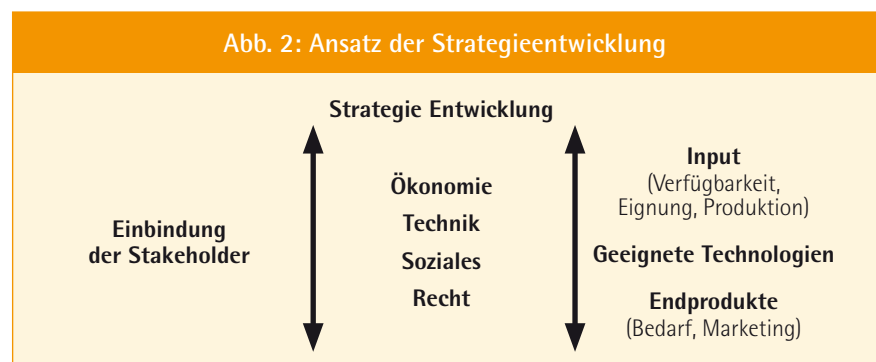 Abb. 2: Ansatz der Strategieentwicklung
Strategie Entwicklung
Einbindung
der Stakeholder
Ökonomie
Technik
Soziales
Recht
Input
(Verfügbarkeit,
Eignung, Produktion)
Geeignete Technologien
Endprodukte
(Bedarf, Marketing)